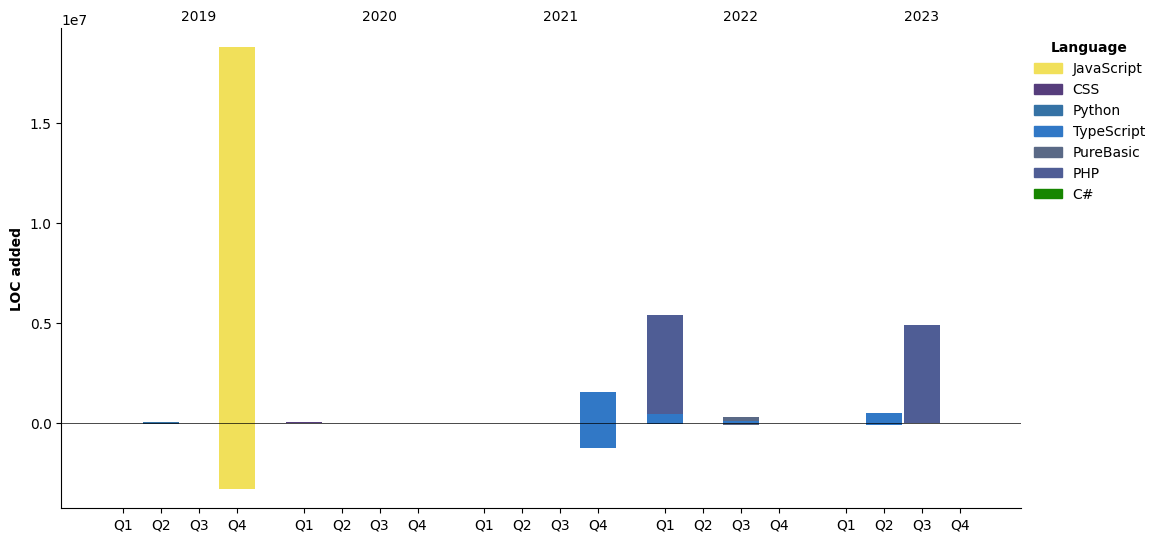 2019 2020 2021 2022 2023
1e7
Language
JavaScript
CSS
Python
TypeScript
PureBasic
PHP
C#
1.5
1.0
0.5
0.0
LOC added
Q1 Q2 Q3 Q4 Q1 Q2 Q3 Q4 Q1 Q2 Q3 Q4 Q1 Q2 Q3 Q4 Q1 Q2 Q3 Q4